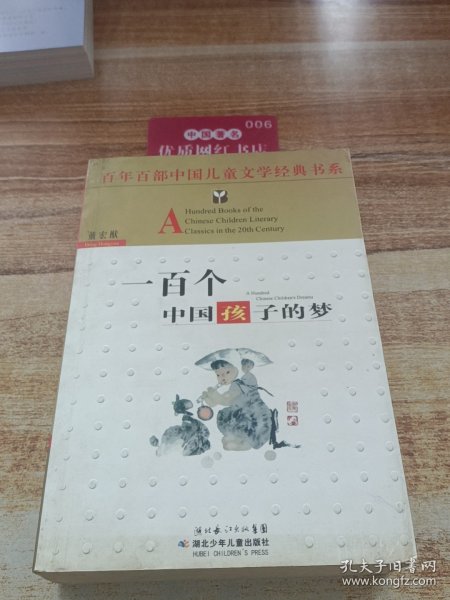 006
中国著名
优质网红书店
百年百部中国儿童文学经典书系
A Hundred Books of the
Chinese Children Literary
Classics in the 20th Century
董宏猷
Dong Hongyou
一百个
A Hundred
Chinese Children's Dreams
中国孩子的梦
湖北长江出版集团
湖北少年儿童出版社
HUBEI CHILDREN'S PRESS
孔夫子旧书网
www.kongfz.com